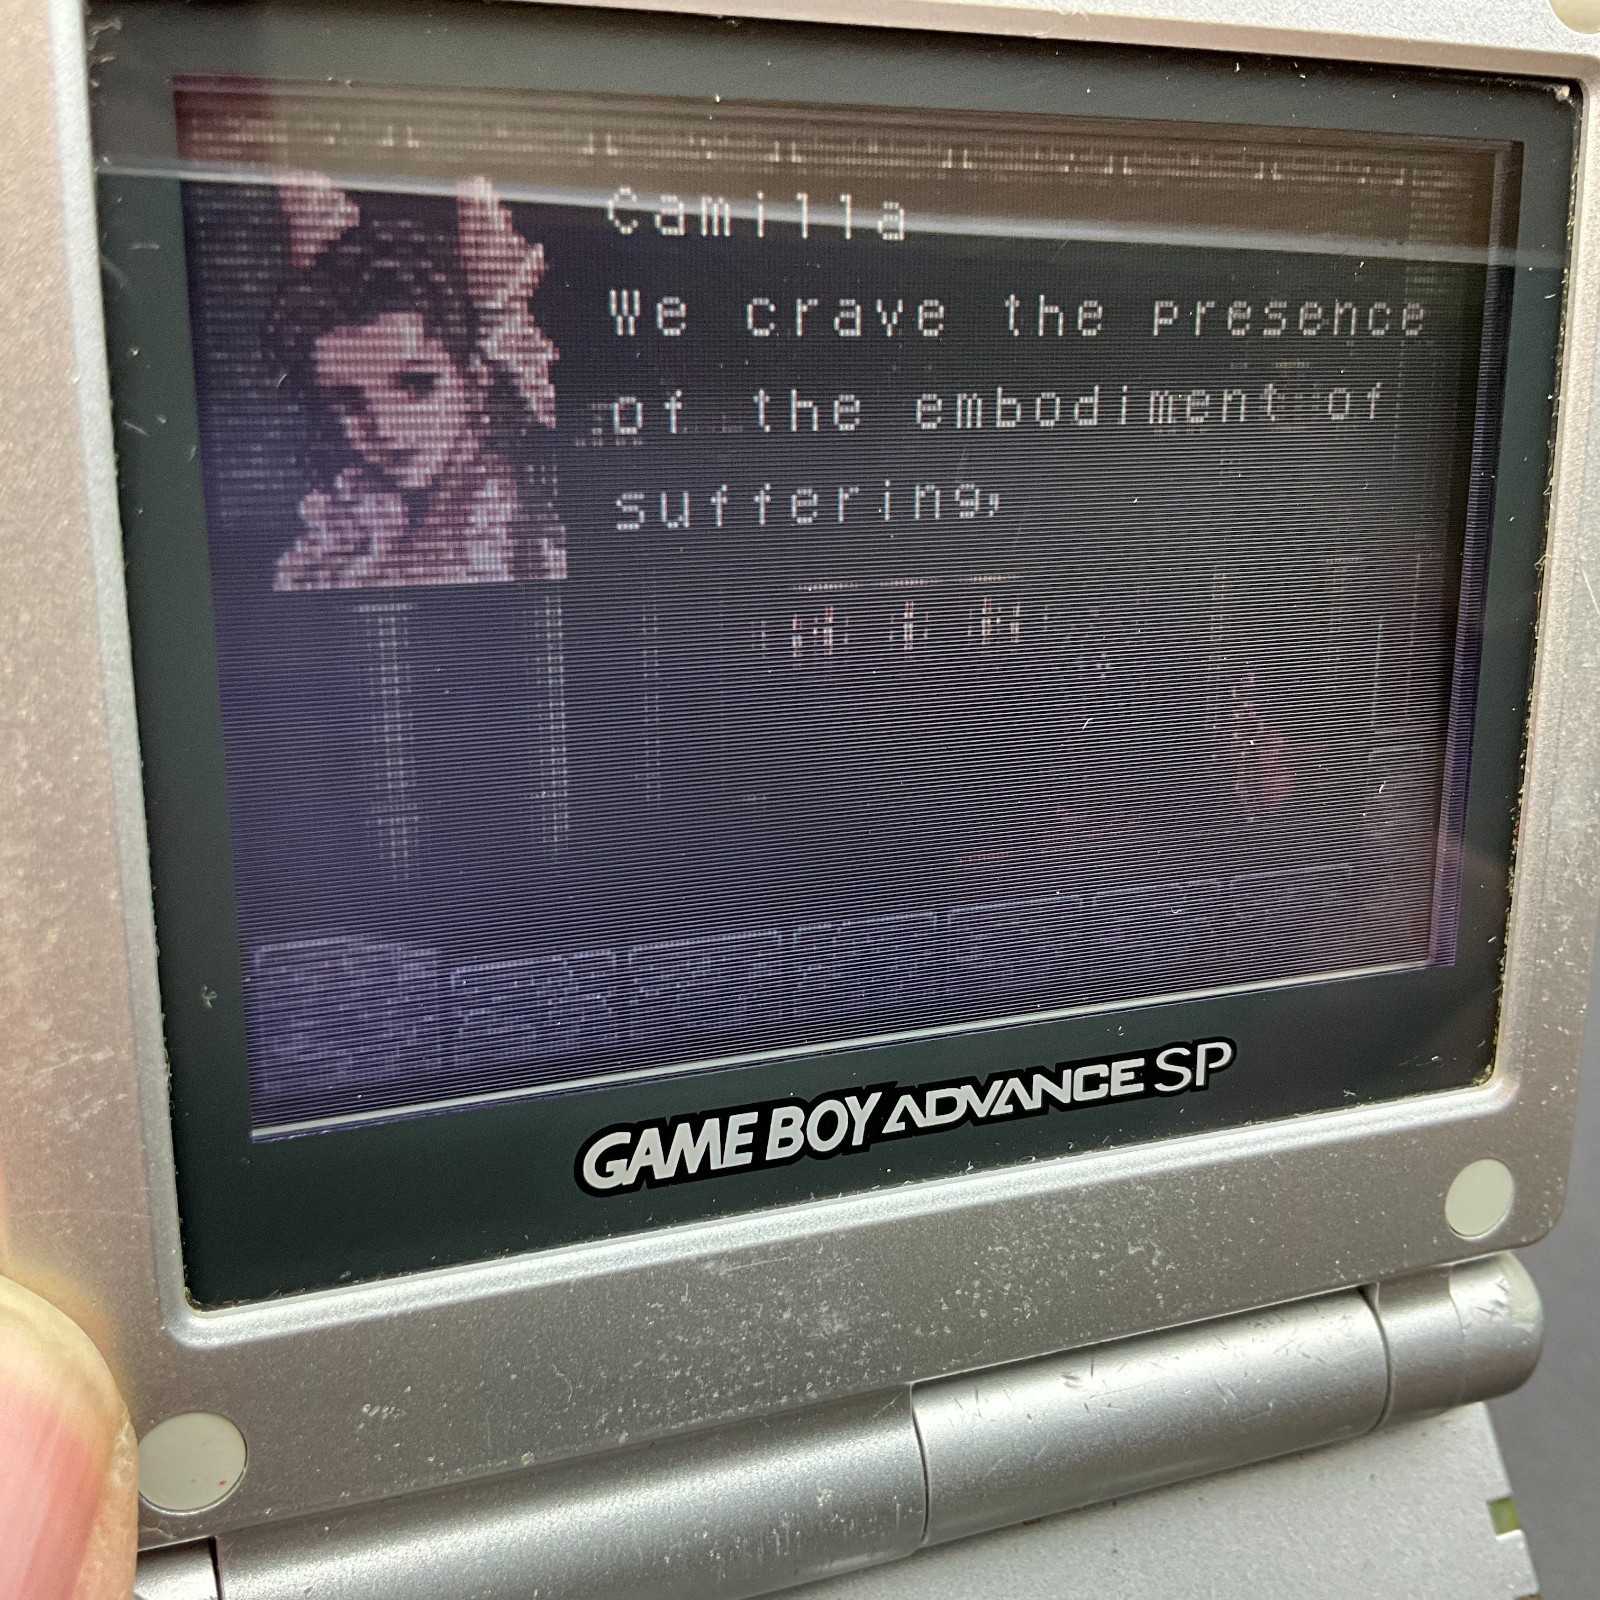 Camilla
We crave the presence
of the embodiment of
suffering,
GAME BOY ADVANCE SP